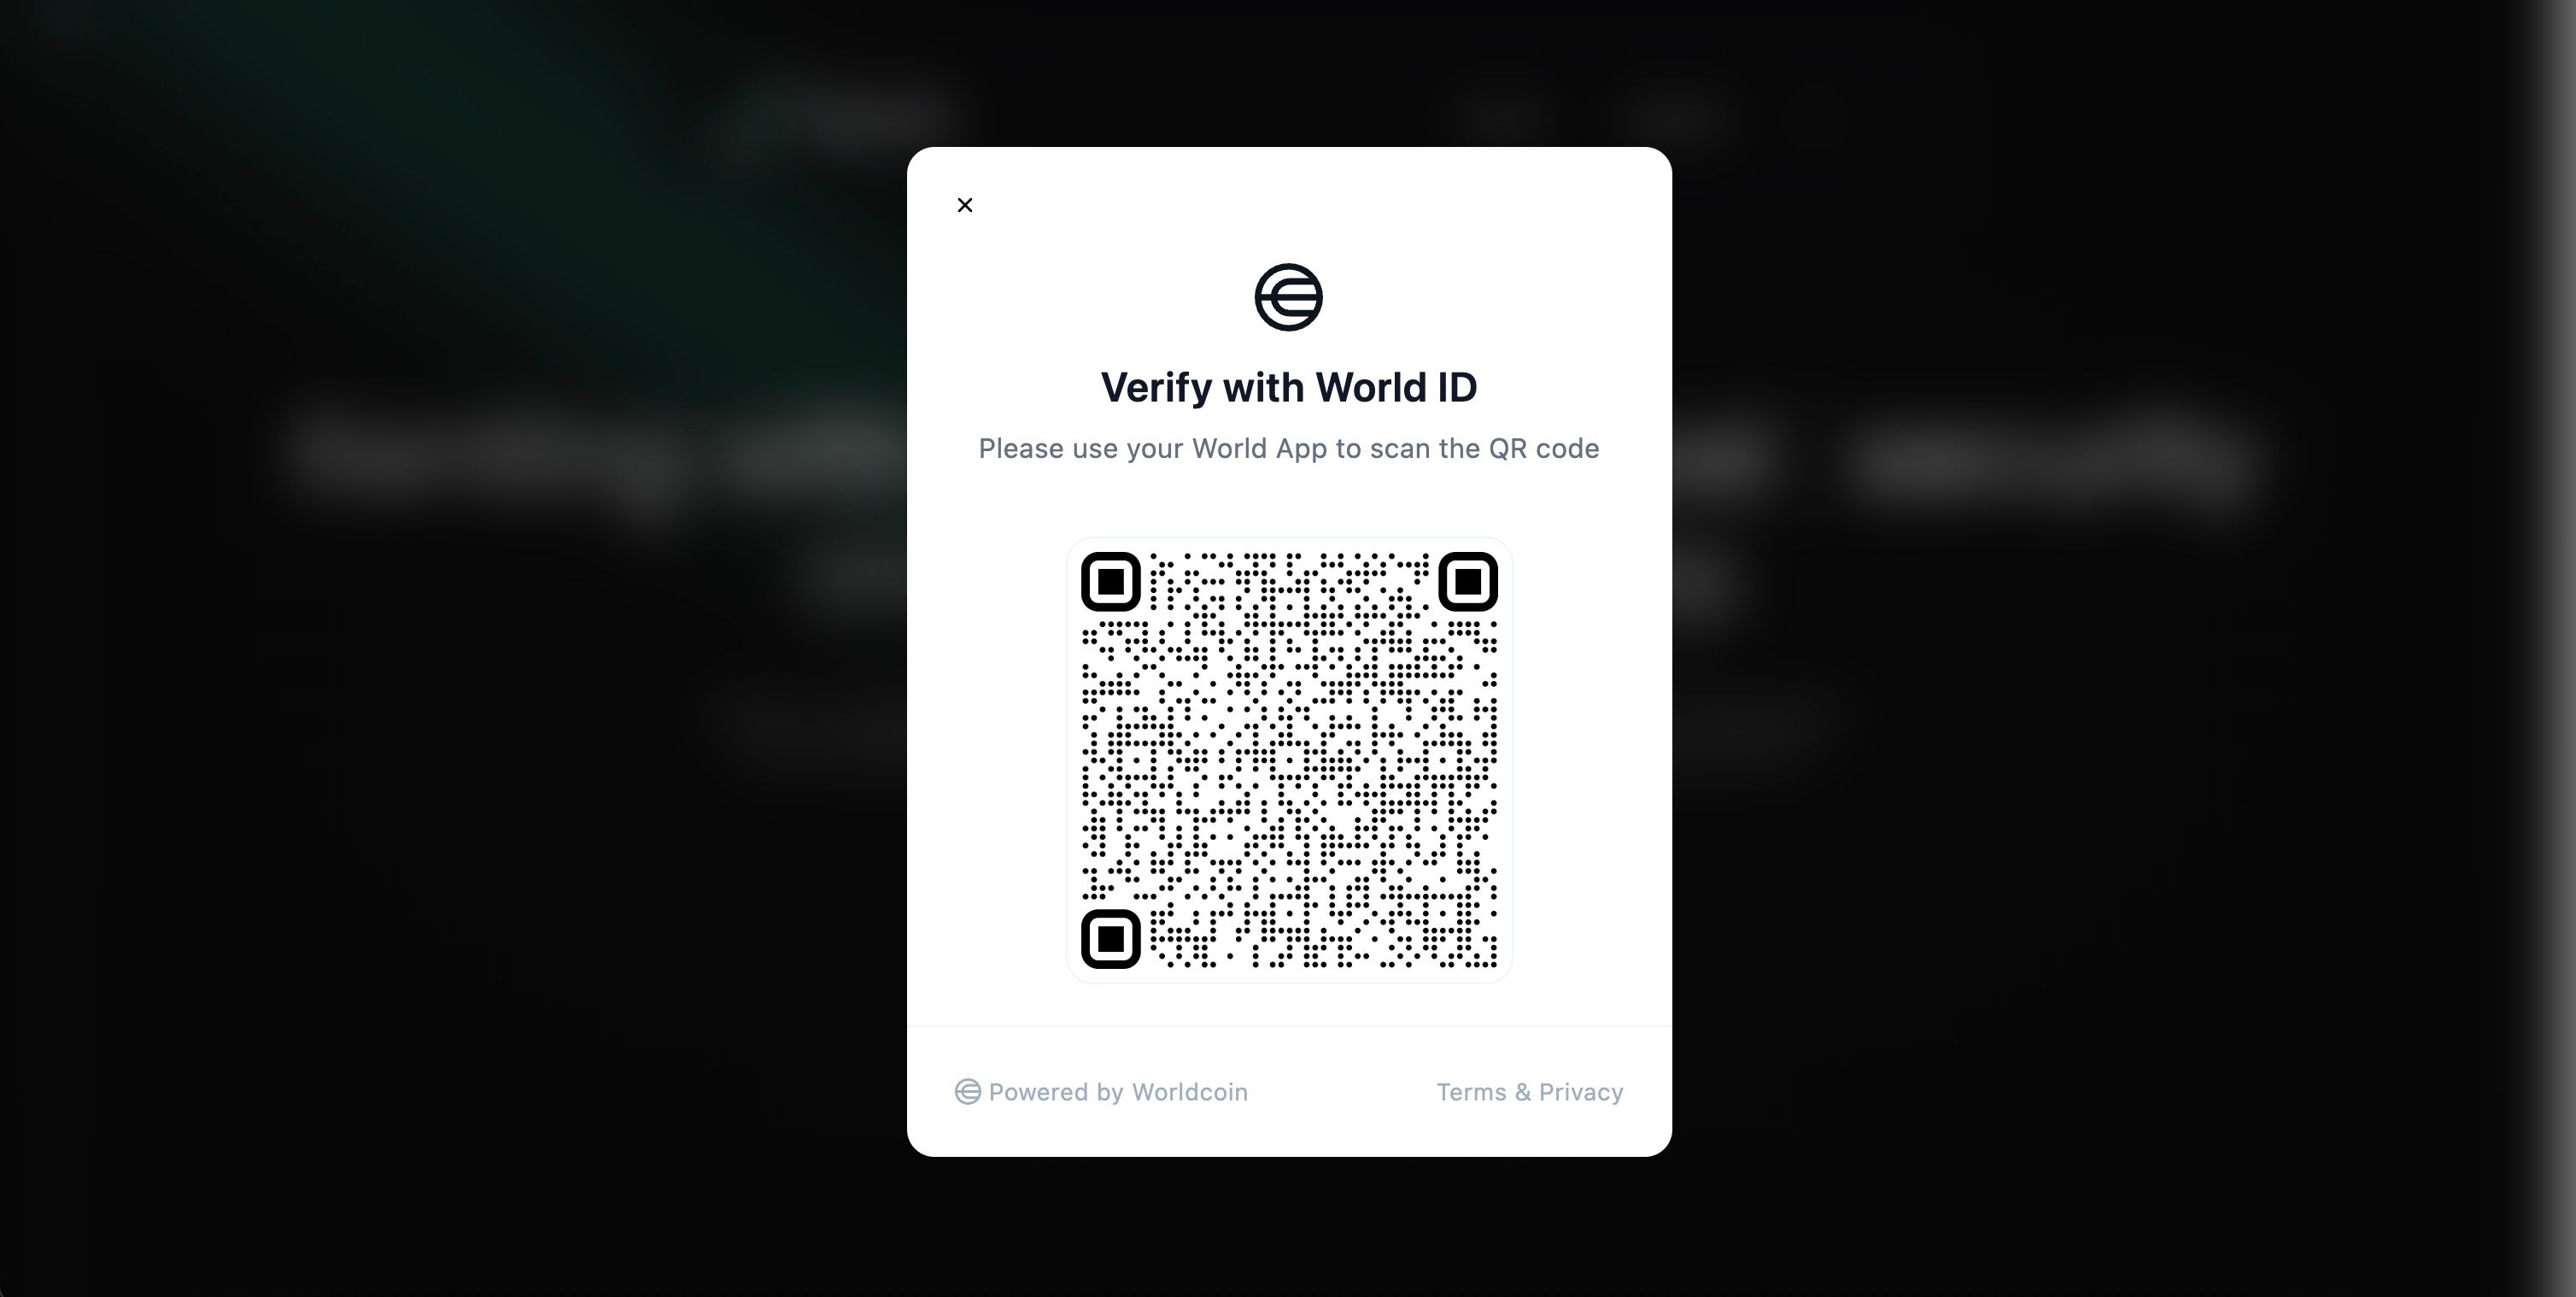 Verify with World ID
Please use your World App to scan the QR code
Powered by Worldcoin
Terms & Privacy